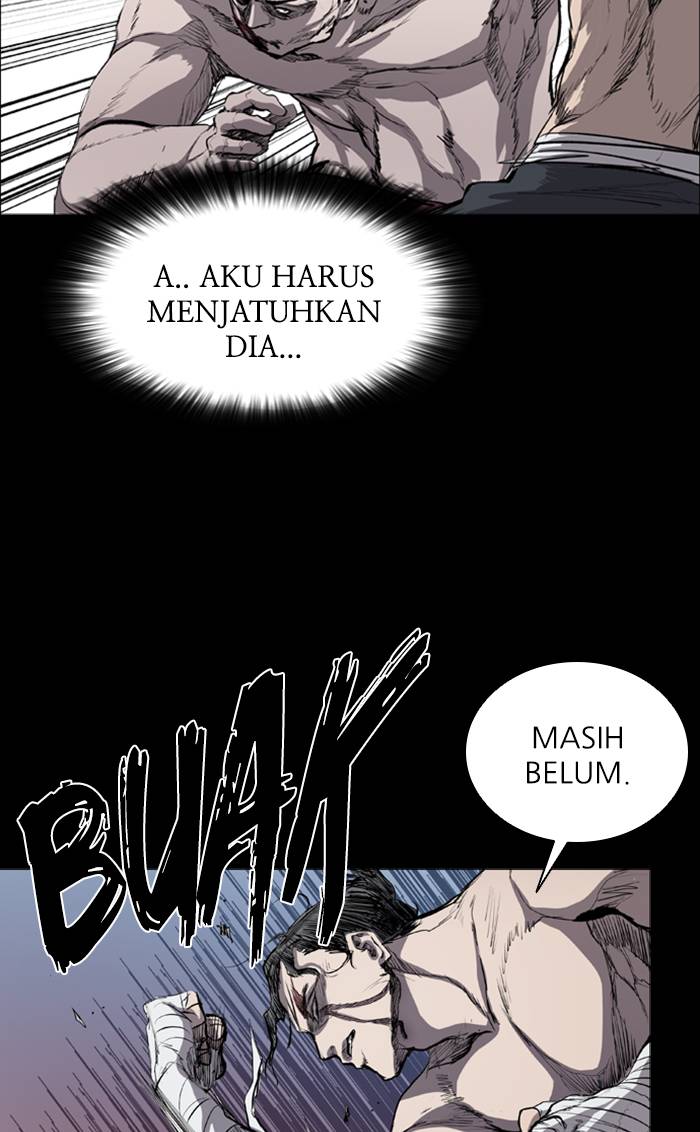 A.. AKU HARUS
MENJATUHKAN
DIA...
BUAK
MASIH
BELUM.